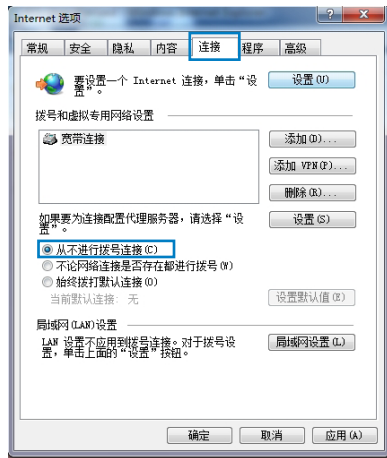 Internet 选项
常规 安全 隐私 内容 连接 程序 高级
要设置一个 Internet 连接，单击“设置”。
设置(U)
拨号和虚拟专用网络设置
宽带连接
添加(D)...
添加 VPN(P)...
删除(R)...
如果要为连接配置代理服务器，请选择“设置”。
设置(S)
从不进行拨号连接(C)
不论网络连接是否存在都进行拨号(W)
始终拨打默认连接(O)
当前默认连接: 无
设置默认值(E)
局域网(LAN)设置
LAN 设置不应用到拨号连接。对于拨号设置，单击上面的“设置”按钮。
局域网设置(L)
确定 取消 应用(A)